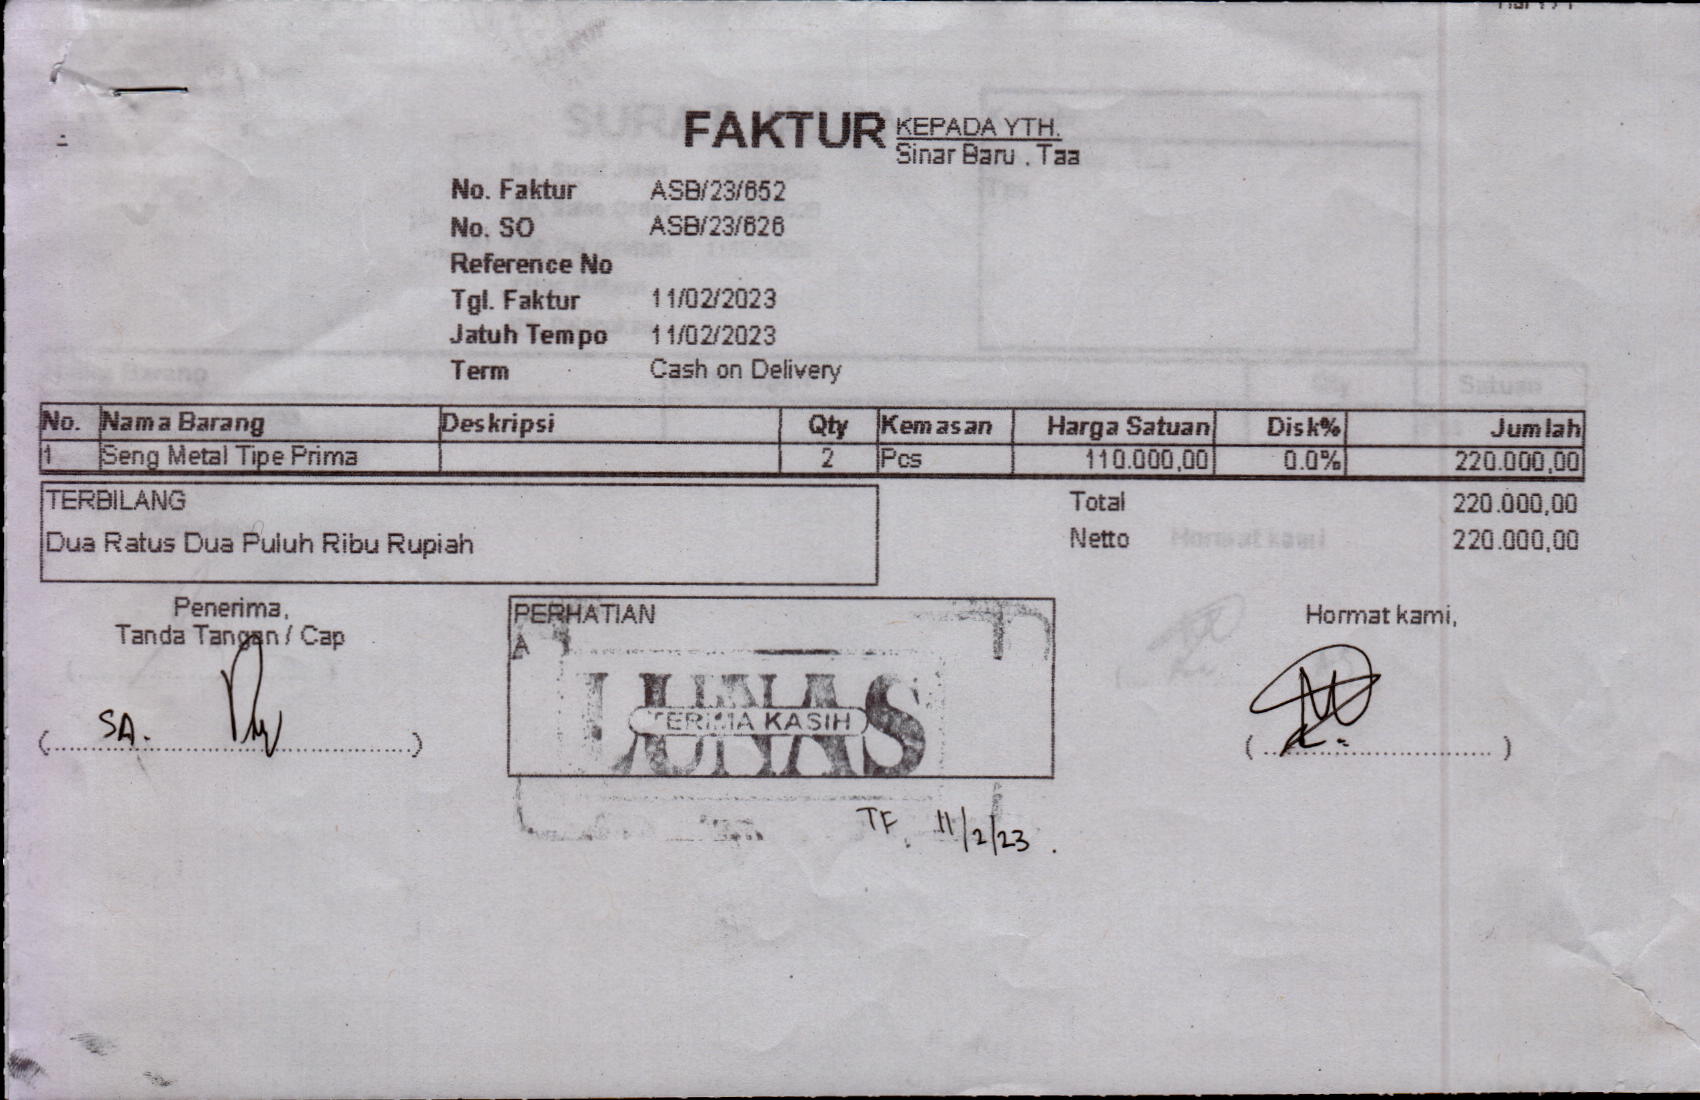 FAKTUR
KEPADA YTH.
Sinar Baru . Taa
No. Faktur ASB/23/652
No. SO ASB/23/626
Reference No
Tgl. Faktur 11/02/2023
Jatuh Tempo 11/02/2023
Term Cash on Delivery
No. Nama Barang Deskripsi Qty Kemasan Harga Satuan Disk% Jumlah
1 Seng Metal Tipe Prima 2 Pcs 110.000,00 0.0% 220.000,00
TERBILANG
Dua Ratus Dua Puluh Ribu Rupiah
Total 220.000,00
Netto 220.000,00
Penerima,
Tanda Tangan / Cap
SA.
PERHATIAN
A
LUNAS
TERIMA KASIH
TF 11/2/23.
Hormat kami,